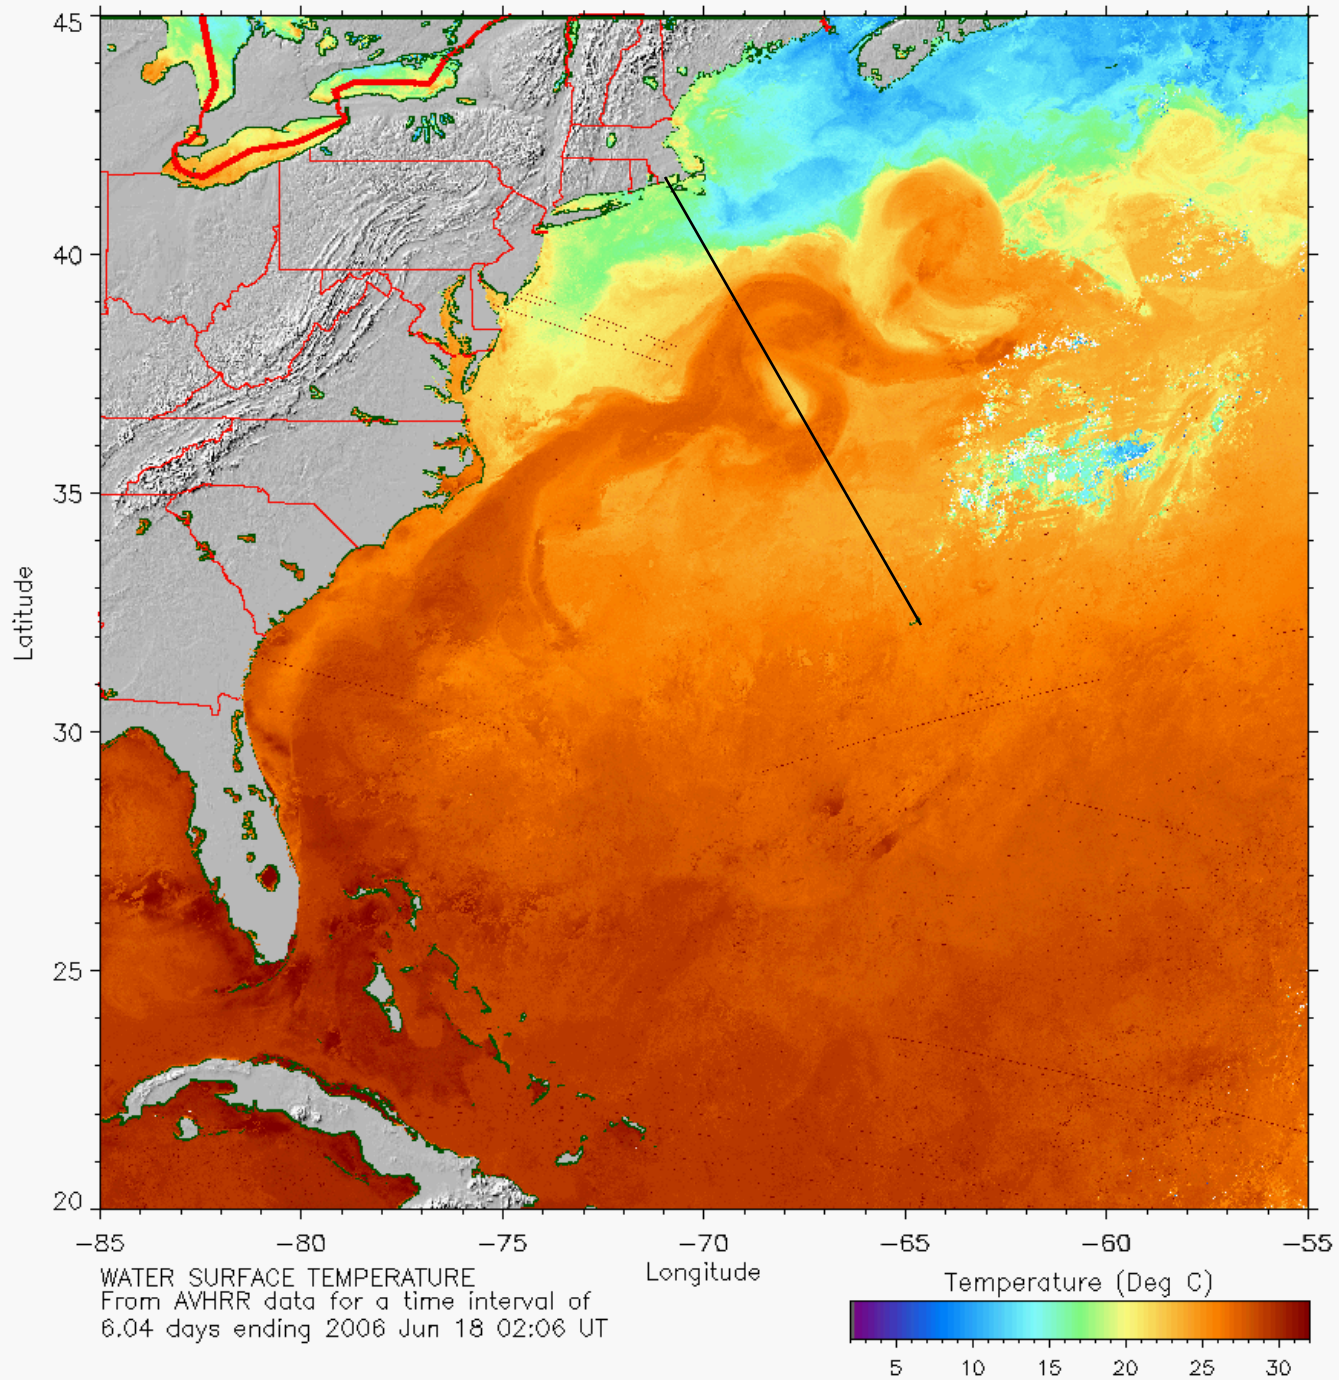 45
40
35
30
25
20
Latitude
−85 −80 −75 −70 −65 −60 −55
Longitude
WATER SURFACE TEMPERATURE
From AVHRR data for a time interval of
6.04 days ending 2006 Jun 18 02:06 UT
Temperature (Deg C)
5 10 15 20 25 30